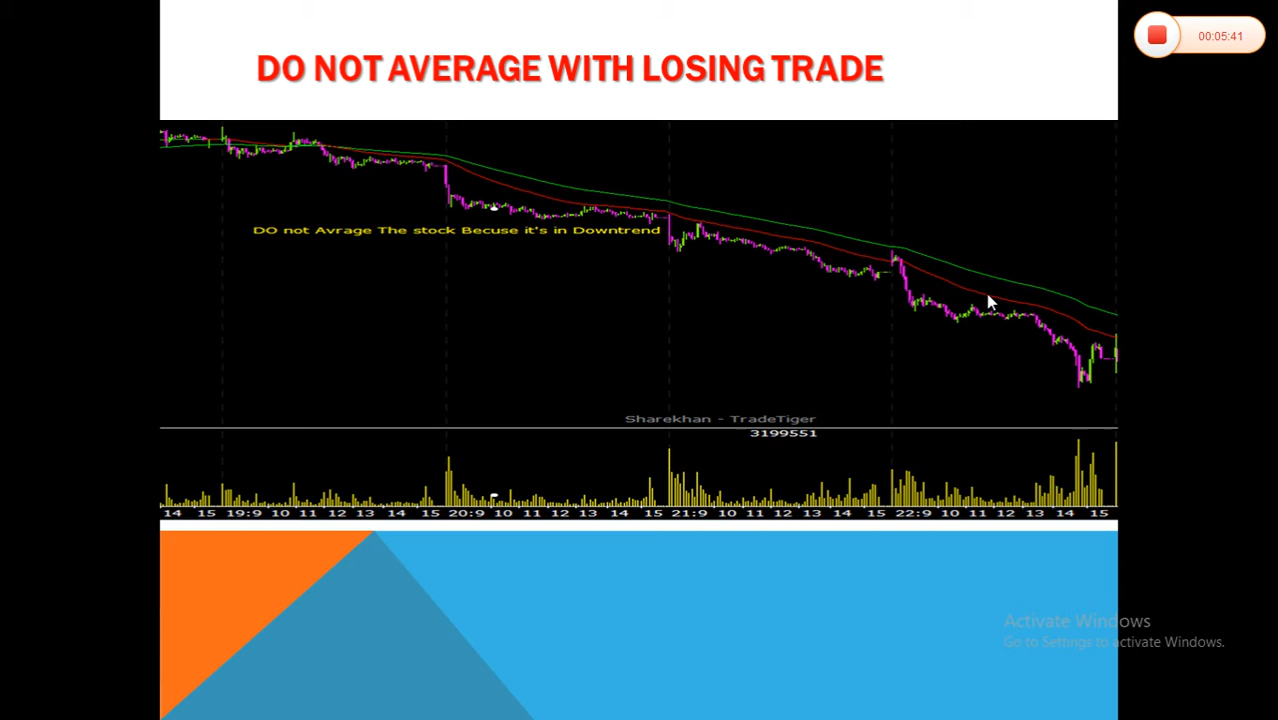 00:05:41
DO NOT AVERAGE WITH LOSING TRADE
DO not Avrage The stock Becuse it's in Downtrend
Sharekhan - TradeTiger
3199551
14 15 19:9 10 11 12 13 14 15 20:9 10 11 12 13 14 15 21:9 10 11 12 13 14 15 22:9 10 11 12 13 14 15
Activate Windows
Go to Settings to activate Windows.